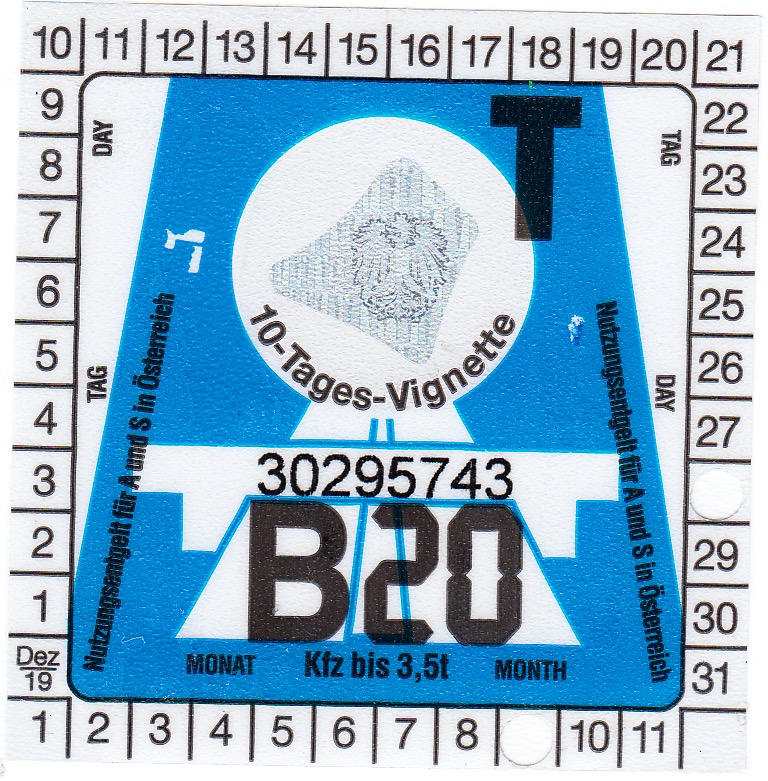 10 11 12 13 14 15 16 17 18 19 20 21
9
8
7
6
5
4
3
2
1
Dez
19
22
23
24
25
26
27
29
30
31
1 2 3 4 5 6 7 8 10 11
DAY
TAG
TAG
DAY
T
10-Tages-Vignette
Nutzungsentgelt für A und S in Österreich
Nutzungsentgelt für A und S in Österreich
30295743
B20
MONAT Kfz bis 3,5t MONTH